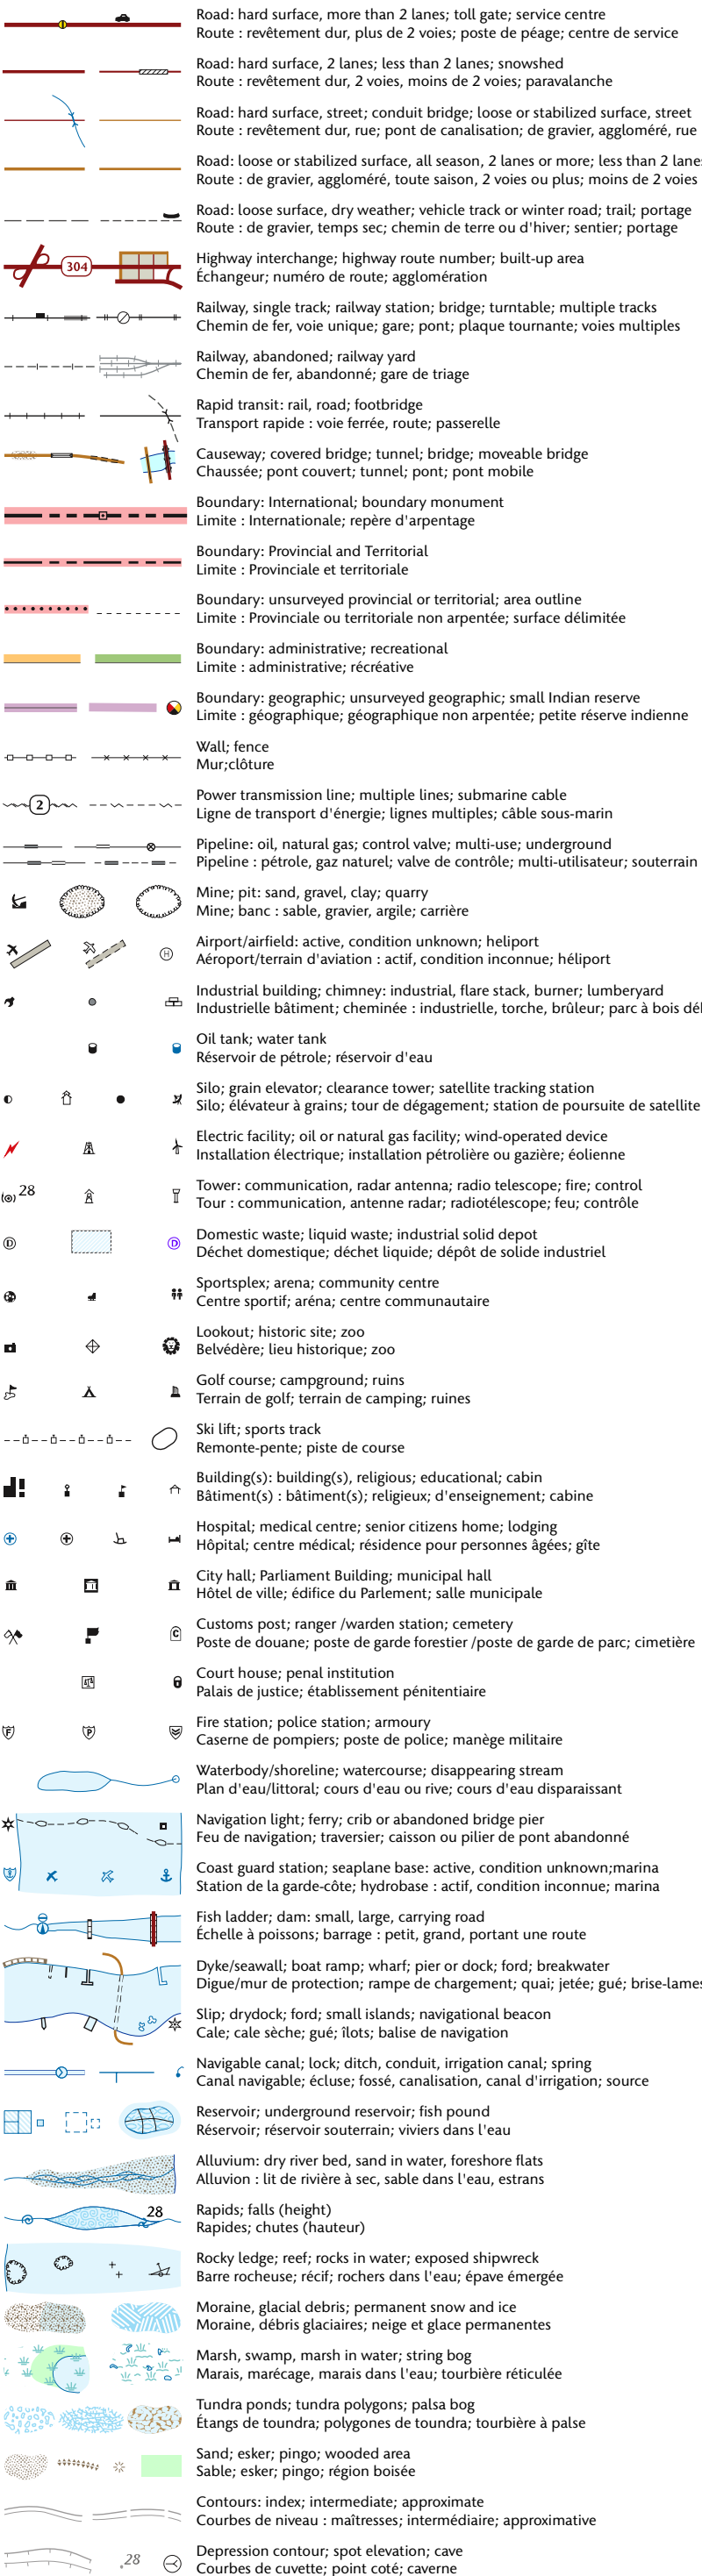 Road: hard surface, more than 2 lanes; toll gate; service centre
Route : revêtement dur, plus de 2 voies; poste de péage; centre de service
Road: hard surface, 2 lanes; less than 2 lanes; snowshed
Route : revêtement dur, 2 voies, moins de 2 voies; paravalanche
Road: hard surface, street; conduit bridge; loose or stabilized surface, street
Route : revêtement dur, rue; pont de canalisation; de gravier, aggloméré, rue
Road: loose or stabilized surface, all season, 2 lanes or more; less than 2 lane
Route : de gravier, aggloméré, toute saison, 2 voies ou plus; moins de 2 voies
Road: loose surface, dry weather; vehicle track or winter road; trail; portage
Route : de gravier, temps sec; chemin de terre ou d'hiver; sentier; portage
304
Highway interchange; highway route number; built-up area
Échangeur; numéro de route; agglomération
Railway, single track; railway station; bridge; turntable; multiple tracks
Chemin de fer, voie unique; gare; pont; plaque tournante; voies multiples
Railway, abandoned; railway yard
Chemin de fer, abandonné; gare de triage
Rapid transit: rail, road; footbridge
Transport rapide : voie ferrée, route; passerelle
Causeway; covered bridge; tunnel; bridge; moveable bridge
Chaussée; pont couvert; tunnel; pont; pont mobile
Boundary: International; boundary monument
Limite : Internationale; repère d'arpentage
Boundary: Provincial and Territorial
Limite : Provinciale et territoriale
Boundary: unsurveyed provincial or territorial; area outline
Limite : Provinciale ou territoriale non arpentée; surface délimitée
Boundary: administrative; recreational
Limite : administrative; récréative
Boundary: geographic; unsurveyed geographic; small Indian reserve
Limite : géographique; géographique non arpentée; petite réserve indienne
Wall; fence
Mur;clôture
2
Power transmission line; multiple lines; submarine cable
Ligne de transport d'énergie; lignes multiples; câble sous-marin
Pipeline: oil, natural gas; control valve; multi-use; underground
Pipeline : pétrole, gaz naturel; valve de contrôle; multi-utilisateur; souterrain
Mine; pit: sand, gravel, clay; quarry
Mine; banc : sable, gravier, argile; carrière
H
Airport/airfield: active, condition unknown; heliport
Aéroport/terrain d'aviation : actif, condition inconnue; héliport
Industrial building; chimney: industrial, flare stack, burner; lumberyard
Industrielle bâtiment; cheminée : industrielle, torche, brûleur; parc à bois dé
Oil tank; water tank
Réservoir de pétrole; réservoir d'eau
Silo; grain elevator; clearance tower; satellite tracking station
Silo; élévateur à grains; tour de dégagement; station de poursuite de satellite
Electric facility; oil or natural gas facility; wind-operated device
Installation électrique; installation pétrolière ou gazière; éolienne
28
Tower: communication, radar antenna; radio telescope; fire; control
Tour : communication, antenne radar; radiotélescope; feu; contrôle
D D
Domestic waste; liquid waste; industrial solid depot
Déchet domestique; déchet liquide; dépôt de solide industriel
Sportsplex; arena; community centre
Centre sportif; aréna; centre communautaire
Lookout; historic site; zoo
Belvédère; lieu historique; zoo
Golf course; campground; ruins
Terrain de golf; terrain de camping; ruines
Ski lift; sports track
Remonte-pente; piste de course
Building(s): building(s), religious; educational; cabin
Bâtiment(s) : bâtiment(s); religieux; d'enseignement; cabine
Hospital; medical centre; senior citizens home; lodging
Hôpital; centre médical; résidence pour personnes âgées; gîte
City hall; Parliament Building; municipal hall
Hôtel de ville; édifice du Parlement; salle municipale
C
Customs post; ranger /warden station; cemetery
Poste de douane; poste de garde forestier /poste de garde de parc; cimetière
Court house; penal institution
Palais de justice; établissement pénitentiaire
F P
Fire station; police station; armoury
Caserne de pompiers; poste de police; manège militaire
Waterbody/shoreline; watercourse; disappearing stream
Plan d'eau/littoral; cours d'eau ou rive; cours d'eau disparaissant
Navigation light; ferry; crib or abandoned bridge pier
Feu de navigation; traversier; caisson ou pilier de pont abandonné
Coast guard station; seaplane base: active, condition unknown;marina
Station de la garde-côte; hydrobase : actif, condition inconnue; marina
Fish ladder; dam: small, large, carrying road
Échelle à poissons; barrage : petit, grand, portant une route
Dyke/seawall; boat ramp; wharf; pier or dock; ford; breakwater
Digue/mur de protection; rampe de chargement; quai; jetée; gué; brise-lames
Slip; drydock; ford; small islands; navigational beacon
Cale; cale sèche; gué; îlots; balise de navigation
Navigable canal; lock; ditch, conduit, irrigation canal; spring
Canal navigable; écluse; fossé, canalisation, canal d'irrigation; source
Reservoir; underground reservoir; fish pound
Réservoir; réservoir souterrain; viviers dans l'eau
Alluvium: dry river bed, sand in water, foreshore flats
Alluvion : lit de rivière à sec, sable dans l'eau, estrans
28
Rapids; falls (height)
Rapides; chutes (hauteur)
Rocky ledge; reef; rocks in water; exposed shipwreck
Barre rocheuse; récif; rochers dans l'eau; épave émergée
Moraine, glacial debris; permanent snow and ice
Moraine, débris glaciaires; neige et glace permanentes
Marsh, swamp, marsh in water; string bog
Marais, marécage, marais dans l'eau; tourbière réticulée
Tundra ponds; tundra polygons; palsa bog
Étangs de toundra; polygones de toundra; tourbière à palse
Sand; esker; pingo; wooded area
Sable; esker; pingo; région boisée
Contours: index; intermediate; approximate
Courbes de niveau : maîtresses; intermédiaire; approximative
.28
Depression contour; spot elevation; cave
Courbes de cuvette; point coté; caverne